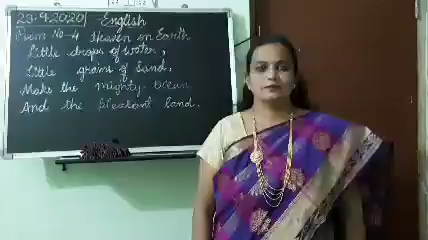 23.9.2020 English
Poem No-4 Heaven on Earth
Little drops of water,
Little grains of Sand,
Make the mighty Ocean
And the pleasant land.